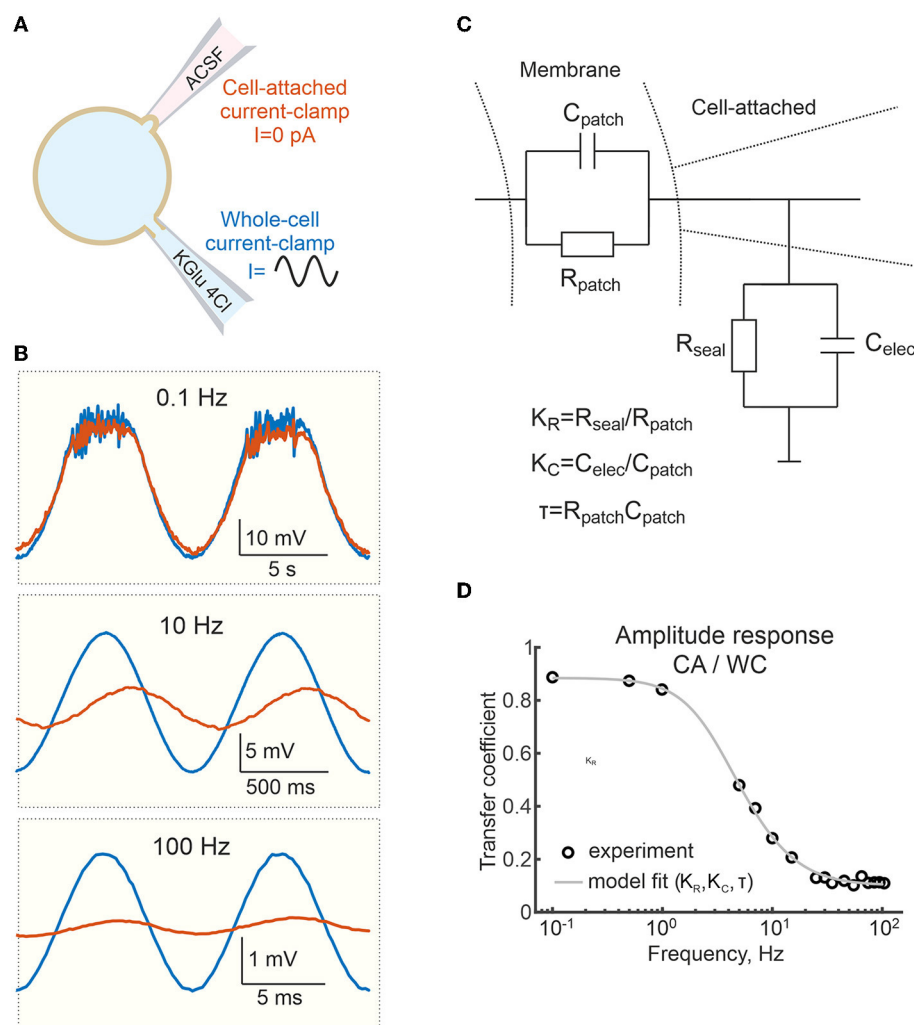 A
ACSF
Cell-attached
current-clamp
I=0 pA
Whole-cell
current-clamp
I=
KGlu 4Cl
B
0.1 Hz
10 mV
5 s
10 Hz
5 mV
500 ms
100 Hz
1 mV
5 ms
C
Membrane
Cell-attached
Cpatch
Rpatch
Rseal
Celec
KR=Rseal/Rpatch
KC=Celec/Cpatch
τ=RpatchCpatch
D
Amplitude response
CA / WC
Transfer coefficient
1
0.8
0.6
0.4
0.2
0
KR
experiment
model fit (KR,KC, τ)
10-1
100
101
102
Frequency, Hz